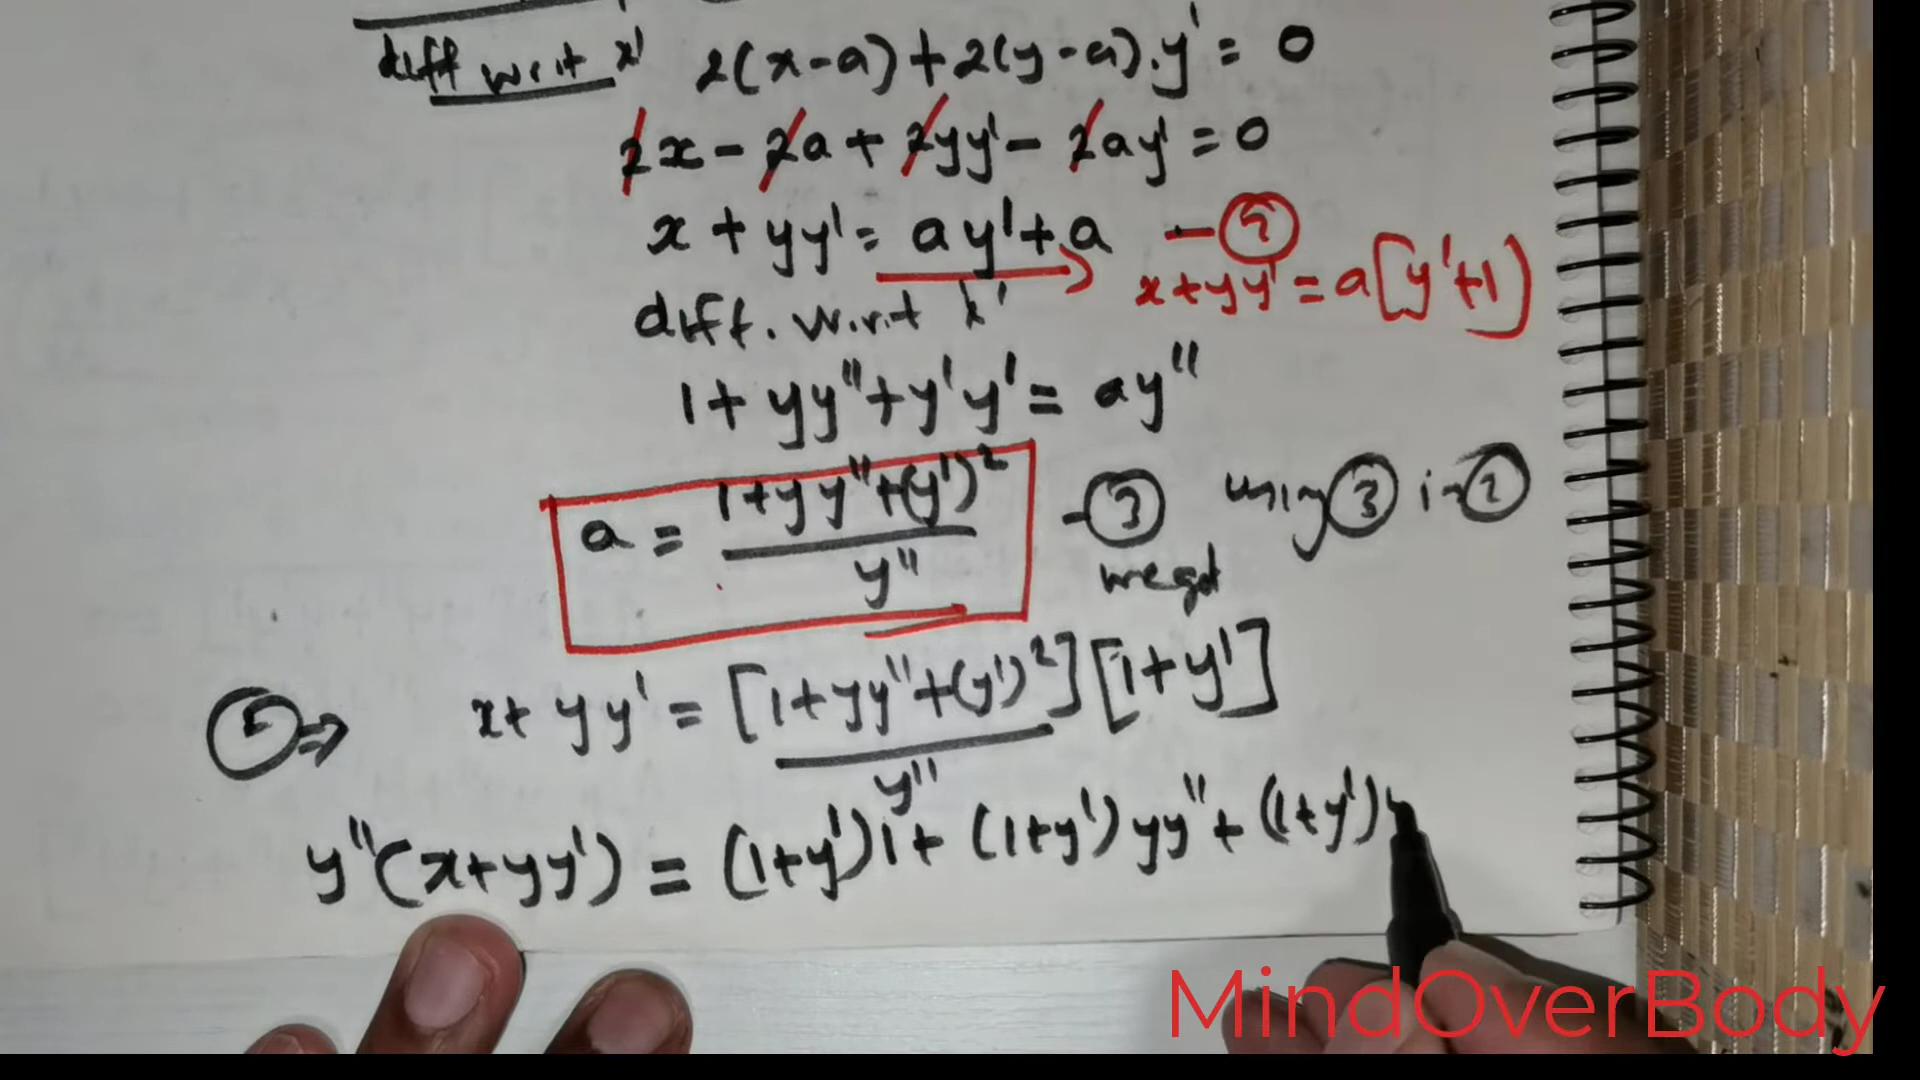 diff w.r.t x' 2(x-a)+2(y-a).y'= 0
2x - 2a + 2yy' - 2ay' = 0
x + yy' = ay'+a - 2
x+yy' = a[y'+1)
diff. w.r.t x'
1+ yy"+y'y' = ay"
a = 1+yy"+(y')² / y" - 3 using 3 in 2
we get
2 ⇒ x+ yy' = [1+yy"+(y')²][1+y'] / y"
y"(x+yy') = (1+y')1+ (1+y')yy"+ (1+y')
MindOverBody